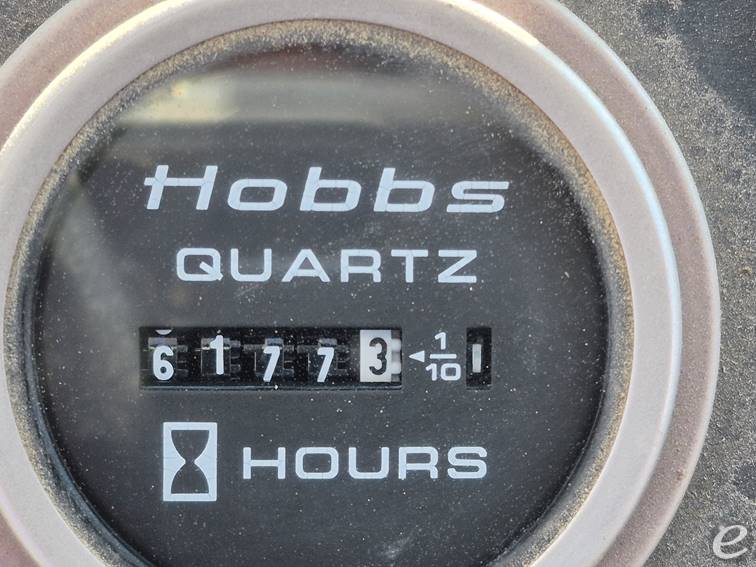 Hobbs
QUARTZ
61773 1/10
HOURS
e